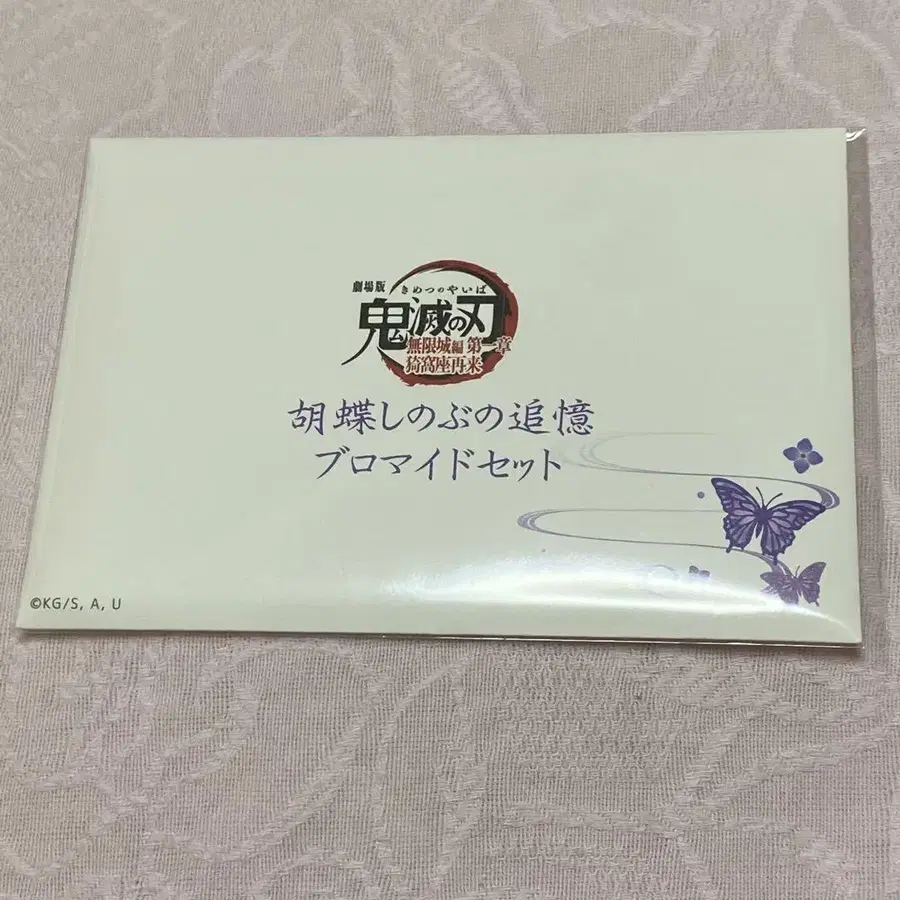 劇場版 きめつのやいば
鬼滅の刃
無限城編 第一章
猗窩座再来
胡蝶しのぶの追憶
ブロマイドセット
©KG/S, A, U